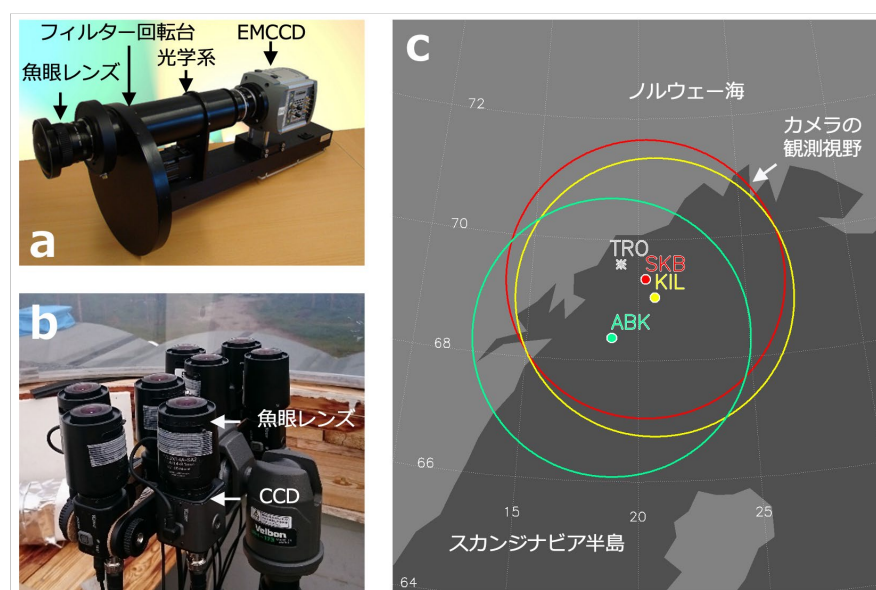 a
フィルター回転台
EMCCD
光学系
魚眼レンズ
b
魚眼レンズ
CCD
Velbon
c
ノルウェー海
カメラの
観測視野
72
70
68
66
64
15
20
25
TRO
SKB
KIL
ABK
スカンジナビア半島